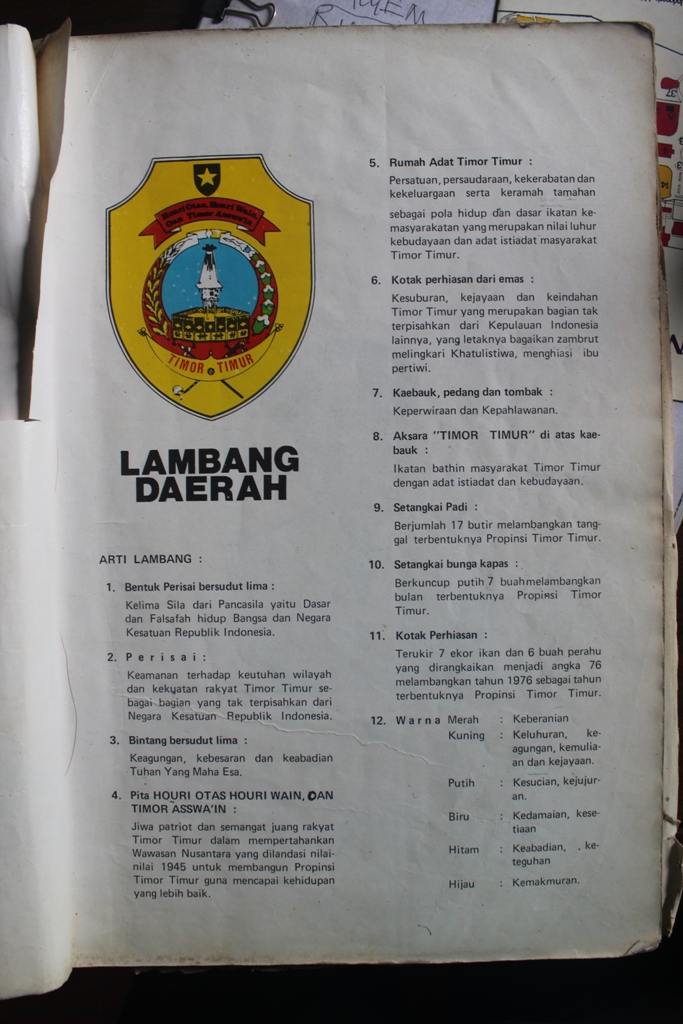 Houri Otas, Houri Wain,
Oan Timor Asswain
TIMOR TIMUR
LAMBANG
DAERAH
ARTI LAMBANG :
1. Bentuk Perisai bersudut lima :
Kelima Sila dari Pancasila yaitu Dasar
dan Falsafah hidup Bangsa dan Negara
Kesatuan Republik Indonesia.
2. P e r i s a i :
Keamanan terhadap keutuhan wilayah
dan kekuatan rakyat Timor Timur se-
bagai bagian yang tak terpisahkan dari
Negara Kesatuan Republik Indonesia.
3. Bintang bersudut lima :
Keagungan, kebesaran dan keabadian
Tuhan Yang Maha Esa.
4. Pita HOURI OTAS HOURI WAIN, OAN
TIMOR ASSWA'IN :
Jiwa patriot dan semangat juang rakyat
Timor Timur dalam mempertahankan
Wawasan Nusantara yang dilandasi nilai-
nilai 1945 untuk membangun Propinsi
Timor Timur guna mencapai kehidupan
yang lebih baik.
5. Rumah Adat Timor Timur :
Persatuan, persaudaraan, kekerabatan dan
kekeluargaan serta keramah tamahan
sebagai pola hidup dan dasar ikatan ke-
masyarakatan yang merupakan nilai luhur
kebudayaan dan adat istiadat masyarakat
Timor Timur.
6. Kotak perhiasan dari emas :
Kesuburan, kejayaan dan keindahan
Timor Timur yang merupakan bagian tak
terpisahkan dari Kepulauan Indonesia
lainnya, yang letaknya bagaikan zambrut
melingkari Khatulistiwa, menghiasi ibu
pertiwi.
7. Kaebauk, pedang dan tombak :
Keperwiraan dan Kepahlawanan.
8. Aksara "TIMOR TIMUR" di atas kae-
bauk :
Ikatan bathin masyarakat Timor Timur
dengan adat istiadat dan kebudayaan.
9. Setangkai Padi :
Berjumlah 17 butir melambangkan tang-
gal terbentuknya Propinsi Timor Timur.
10. Setangkai bunga kapas :
Berkuncup putih 7 buah melambangkan
bulan terbentuknya Propinsi Timor
Timur.
11. Kotak Perhiasan :
Terukir 7 ekor ikan dan 6 buah perahu
yang dirangkaikan menjadi angka 76
melambangkan tahun 1976 sebagai tahun
terbentuknya Propinsi Timor Timur.
12. W a r n a Merah : Keberanian
Kuning : Keluhuran, ke-
agungan, kemulia-
an dan kejayaan.
Putih : Kesucian, kejujur-
an.
Biru : Kedamaian, kese-
tiaan
Hitam : Keabadian, ke-
teguhan
Hijau : Kemakmuran.
37